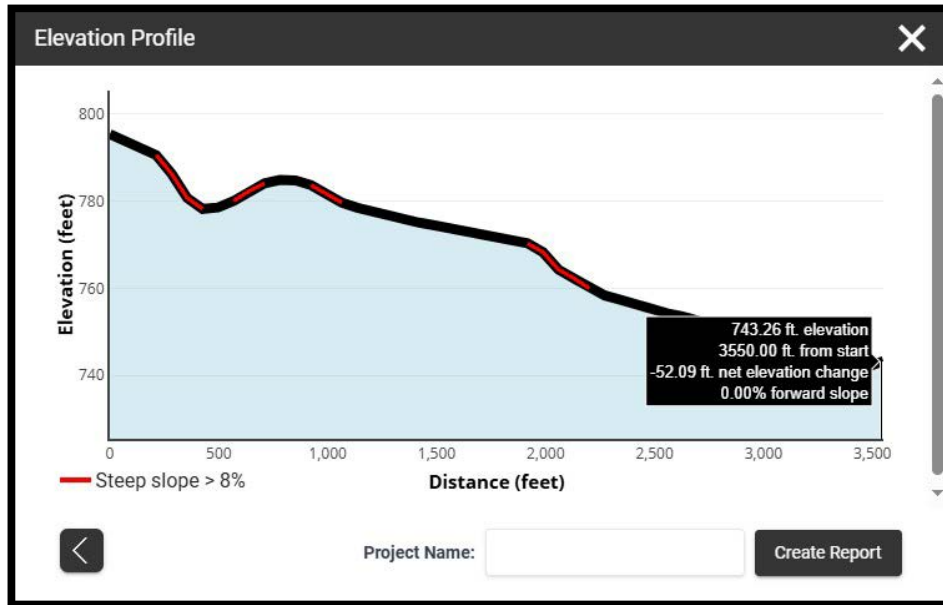 Elevation Profile
800
780
760
740
Elevation (feet)
743.26 ft. elevation
3550.00 ft. from start
-52.09 ft. net elevation change
0.00% forward slope
0 500 1,000 1,500 2,000 2,500 3,000 3,500
Steep slope > 8%
Distance (feet)
Project Name:
Create Report